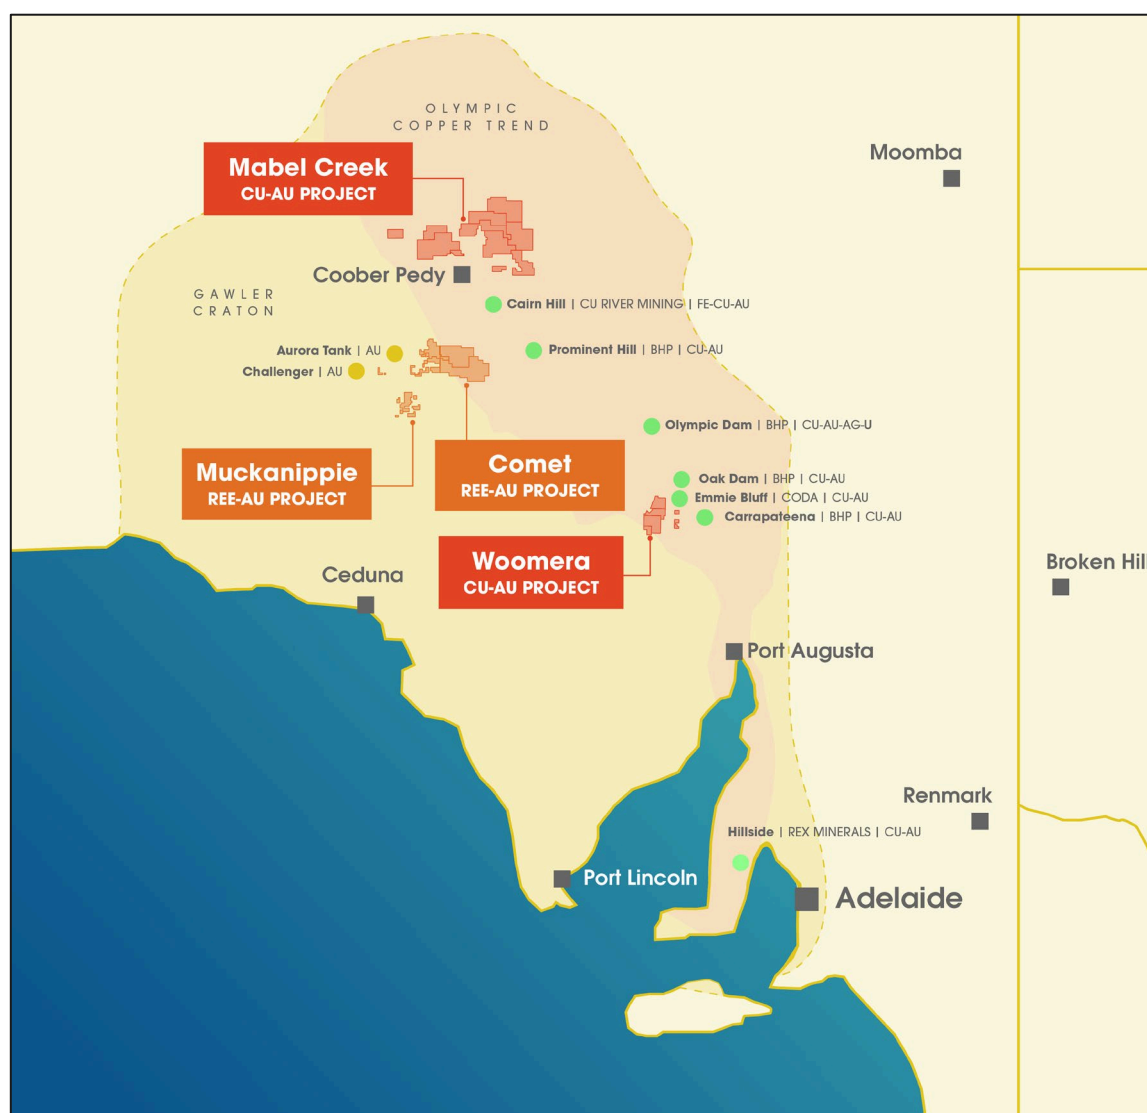 OLYMPIC
COPPER TREND
Moomba
Mabel Creek
CU-AU PROJECT
Coober Pedy
GAWLER
CRATON
Cairn Hill | CU RIVER MINING | FE-CU-AU
Aurora Tank | AU
Prominent Hill | BHP | CU-AU
Challenger | AU
Olympic Dam | BHP | CU-AU-AG-U
Muckanippie
REE-AU PROJECT
Comet
REE-AU PROJECT
Oak Dam | BHP | CU-AU
Emmie Bluff | CODA | CU-AU
Carrapateena | BHP | CU-AU
Woomera
CU-AU PROJECT
Ceduna
Broken Hill
Port Augusta
Renmark
Hillside | REX MINERALS | CU-AU
Port Lincoln
Adelaide